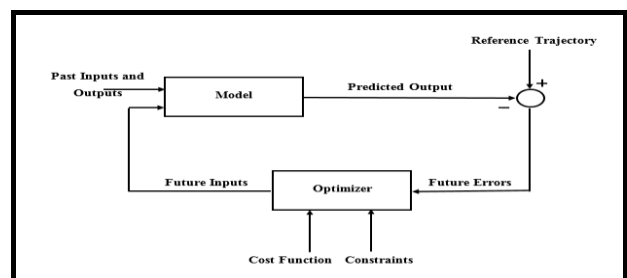 Reference Trajectory
Past Inputs and
Outputs
Model
Predicted Output
+
−
Future Inputs
Optimizer
Future Errors
Cost Function
Constraints